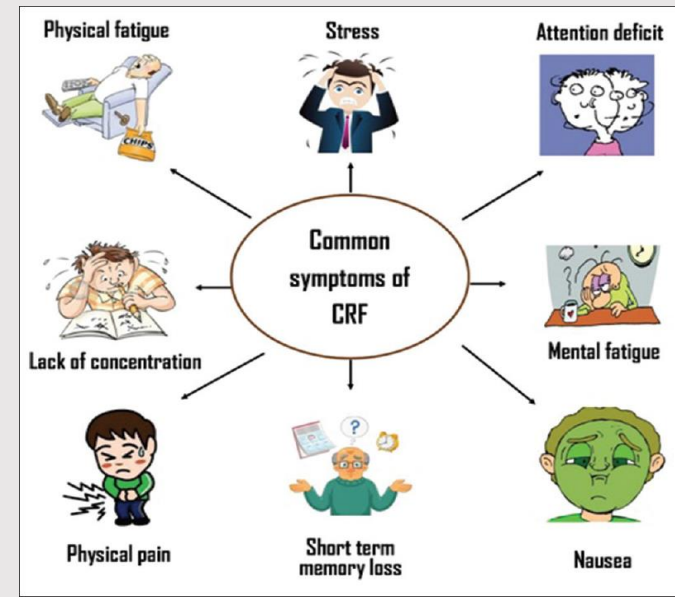 Physical fatigue
Stress
Attention deficit
CHIPS
Common
symptoms of
CRF
Lack of concentration
Mental fatigue
?
Physical pain
Short term
memory loss
Nausea